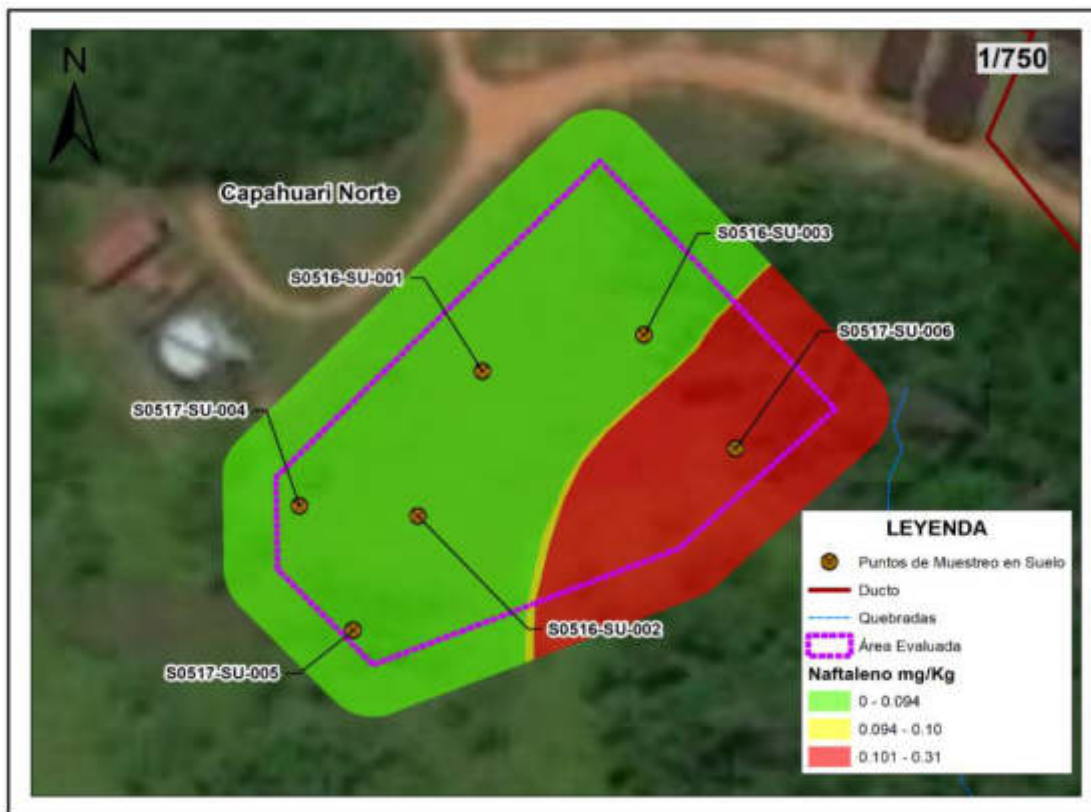 N
1/750
Capahuari Norte
S0516-SU-003
S0516-SU-001
S0517-SU-006
S0517-SU-004
S0516-SU-002
S0517-SU-005
LEYENDA
Puntos de Muestreo en Suelo
Ducto
Quebradas
Área Evaluada
Naftaleno mg/Kg
0 - 0.094
0.094 - 0.10
0.101 - 0.31